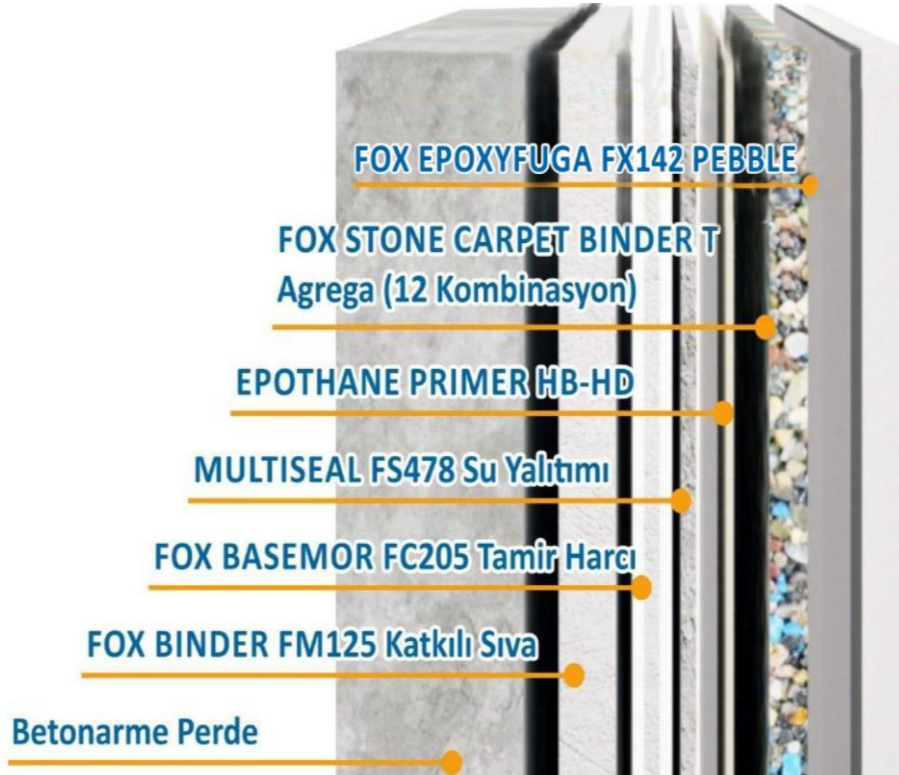 FOX EPOXYFUGA FX142 PEBBLE
FOX STONE CARPET BINDER T
Agrega (12 Kombinasyon)
EPOTHANE PRIMER HB-HD
MULTISEAL FS478 Su Yalıtımı
FOX BASEMOR FC205 Tamir Harcı
FOX BINDER FM125 Katkılı Sıva
Betonarme Perde